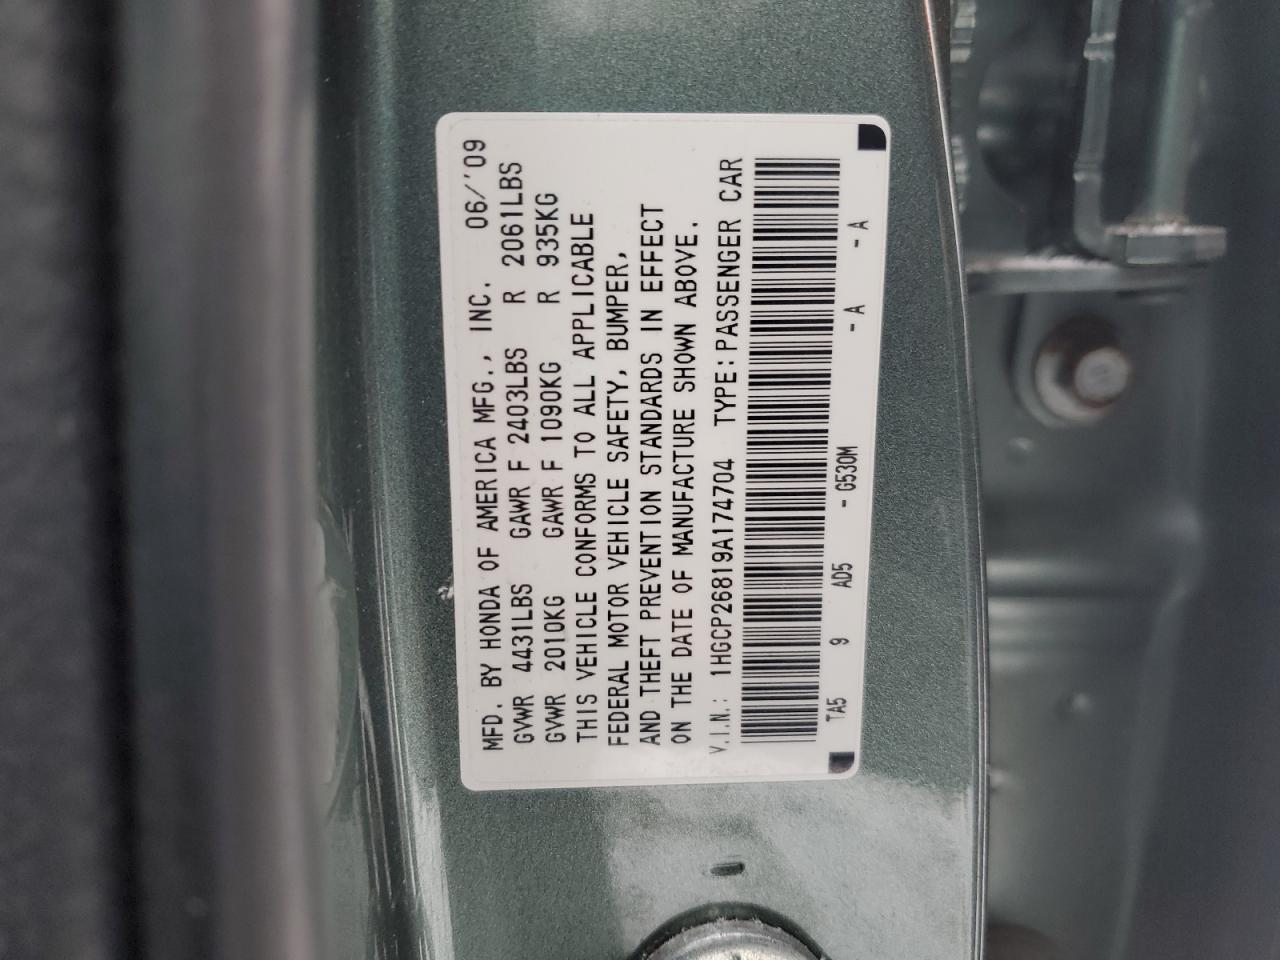 MFD. BY HONDA OF AMERICA MFG., INC. 06/'09
GVWR 4431LBS GAWR F 2403LBS R 2061LBS
GVWR 2010KG GAWR F 1090KG R 935KG
THIS VEHICLE CONFORMS TO ALL APPLICABLE
FEDERAL MOTOR VEHICLE SAFETY, BUMPER,
AND THEFT PREVENTION STANDARDS IN EFFECT
ON THE DATE OF MANUFACTURE SHOWN ABOVE.
V.I.N.: 1HGCP26819A174704 TYPE:PASSENGER CAR
TA5 9 AD5 - G530M - A - A